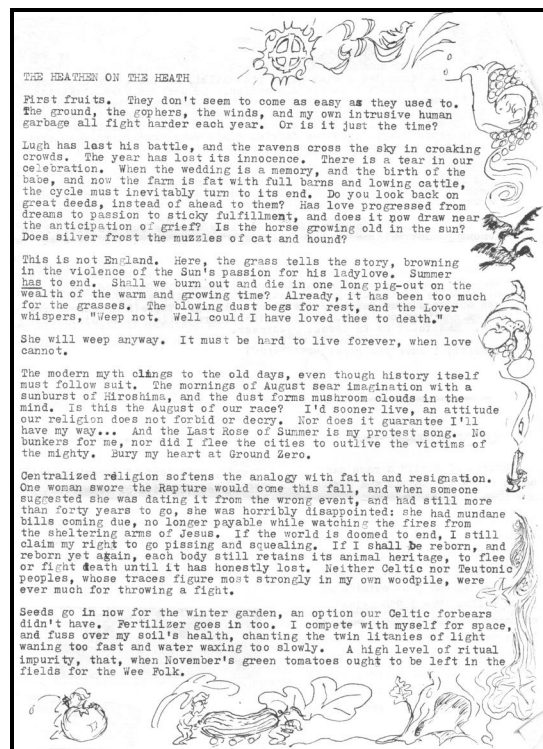 THE HEATHEN ON THE HEATH
First fruits.  They don't seem to come as easy as they used to.
The ground, the gophers, the winds, and my own intrusive human
garbage all fight harder each year.  Or is it just the time?
Lugh has lost his battle, and the ravens cross the sky in croaking
crowds.  The year has lost its innocence.  There is a tear in our
celebration.  When the wedding is a memory, and the birth of the
babe, and now the farm is fat with full barns and lowing cattle,
the cycle must inevitably turn to its end.  Do you look back on
great deeds, instead of ahead to them?  Has love progressed from
dreams to passion to sticky fulfillment, and does it now draw near
the anticipation of grief?  Is the horse growing old in the sun?
Does silver frost the muzzles of cat and hound?
This is not England.  Here, the grass tells the story, browning
in the violence of the Sun's passion for his ladylove.  Summer
has to end.  Shall we burn out and die in one long pig-out on the
wealth of the warm and growing time?  Already, it has been too much
for the grasses.  The blowing dust begs for rest, and the Lover
whispers, "Weep not.  Well could I have loved thee to death."
She will weep anyway.  It must be hard to live forever, when love
cannot.
The modern myth clings to the old days, even though history itself
must follow suit.  The mornings of August sear imagination with a
sunburst of Hiroshima, and the dust forms mushroom clouds in the
mind.  Is this the August of our race?   I'd sooner live, an attitude
our religion does not forbid or decry.  Nor does it guarantee I'll
have my way...  And the Last Rose of Summer is my protest song.  No
bunkers for me, nor did I flee the cities to outlive the victims of
the mighty.  Bury my heart at Ground Zero.
Centralized religion softens the analogy with faith and resignation.
One woman swore the Rapture would come this fall, and when someone
suggested she was dating it from the wrong event, and had still more
than forty years to go, she was horribly disappointed: she had mundane
bills coming due, no longer payable while watching the fires from
the sheltering arms of Jesus.  If the world is doomed to end, I still
claim my right to go pissing and squealing.  If I shall be reborn, and
reborn yet again, each body still retains its animal heritage, to flee
or fight death until it has honestly lost.  Neither Celtic nor Teutonic
peoples, whose traces figure most strongly in my own woodpile, were
ever much for throwing a fight.
Seeds go in now for the winter garden, an option our Celtic forbears
didn't have.  Fertilizer goes in too.  I compete with myself for space,
and fuss over my soil's health, chanting the twin litanies of light
waning too fast and water waxing too slowly.   A high level of ritual
impurity, that, when November's green tomatoes ought to be left in the
fields for the Wee Folk.